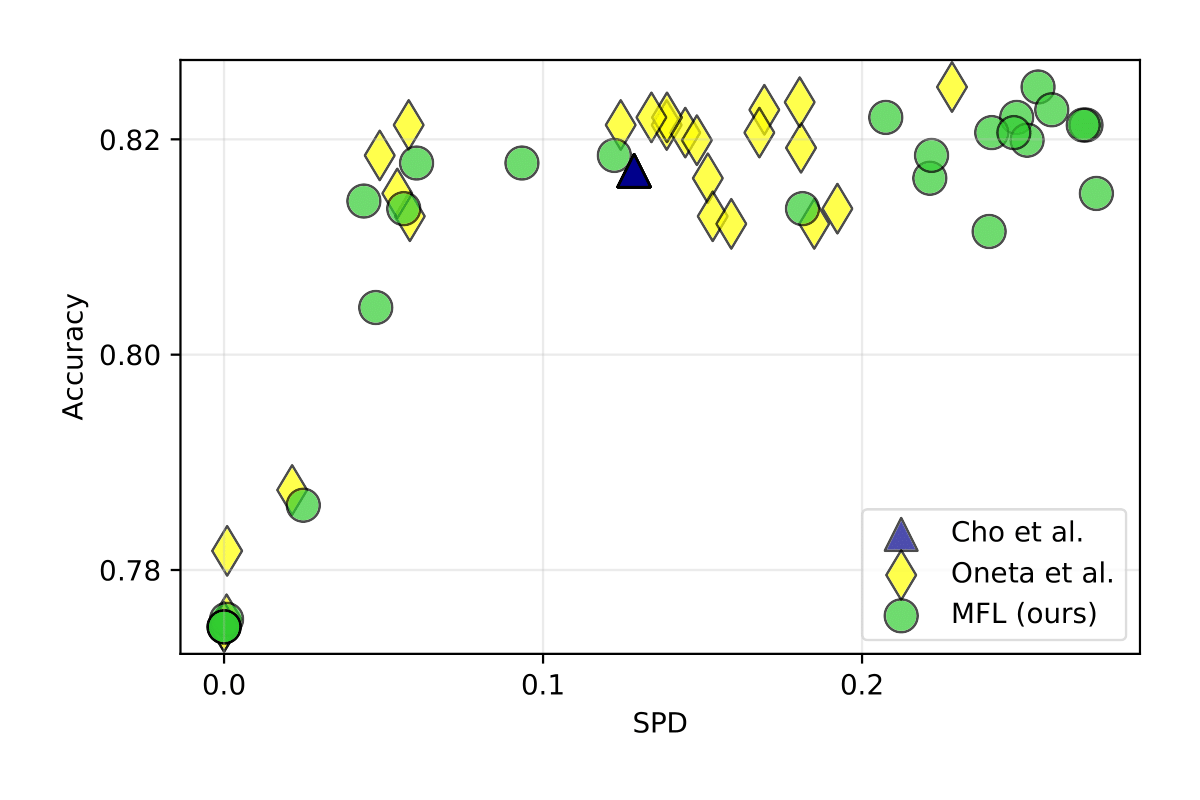 0.82
0.80
0.78
Accuracy
0.0
0.1
0.2
SPD
Cho et al.
Oneta et al.
MFL (ours)